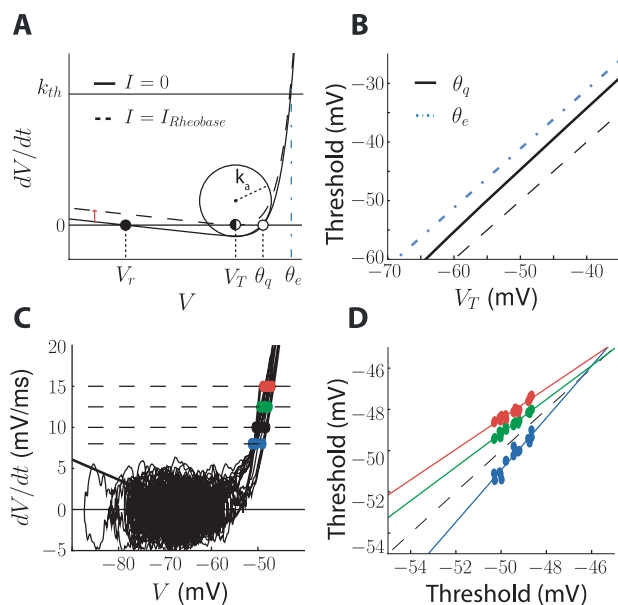 A
I = 0
I = I_Rheobase
k_th
dV/dt
0
k_a
V_r
V_T
θ_q
θ_e
V
B
θ_q
θ_e
Threshold (mV)
−30
−40
−50
−60
−70 −60 −50 −40
V_T (mV)
C
dV/dt (mV/ms)
20
15
10
5
0
−5
−80 −70 −60 −50
V (mV)
D
Threshold (mV)
−46
−48
−50
−52
−54
−54 −52 −50 −48 −46
Threshold (mV)